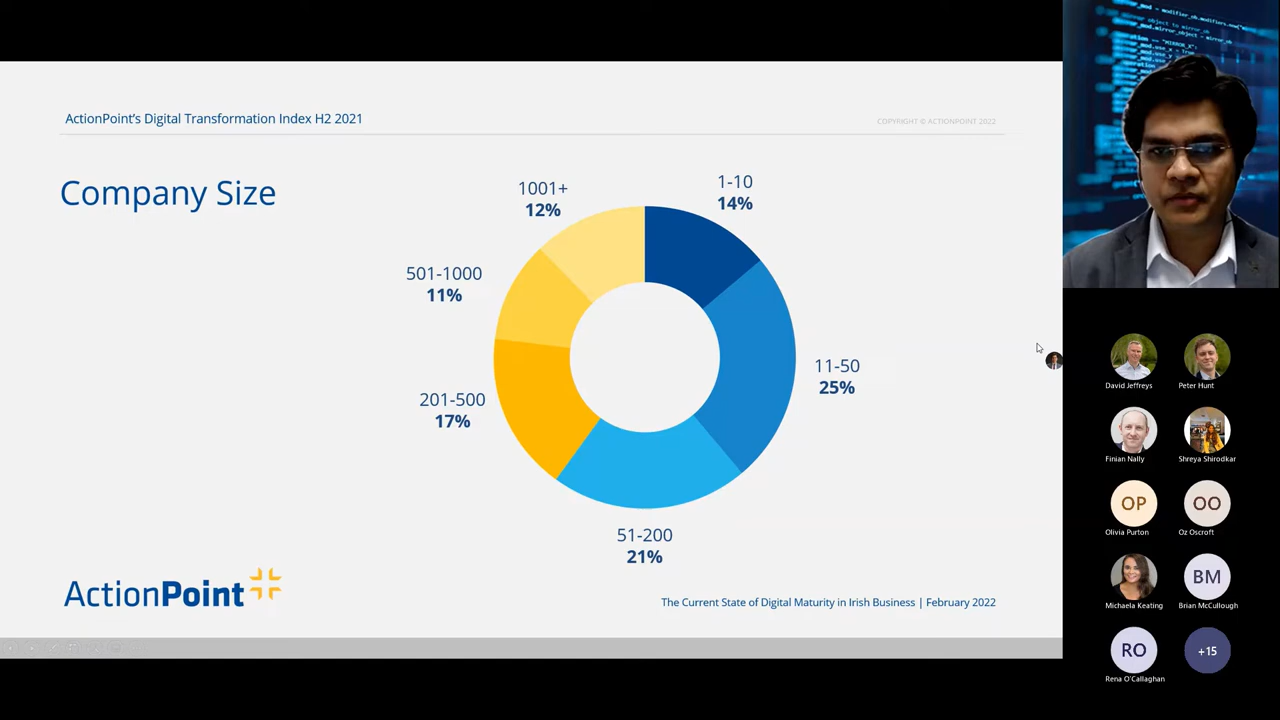 ActionPoint's Digital Transformation Index H2 2021
COPYRIGHT © ACTIONPOINT 2022
Company Size
1-10
14%
11-50
25%
51-200
21%
201-500
17%
501-1000
11%
1001+
12%
ActionPoint
The Current State of Digital Maturity in Irish Business | February 2022
David Jeffreys
Peter Hunt
Finian Nally
Shreya Shirodkar
OP
OO
Olivia Purton
Oz Oscroft
BM
Michaela Keating
Brian McCullough
RO
+15
Rena O'Callaghan